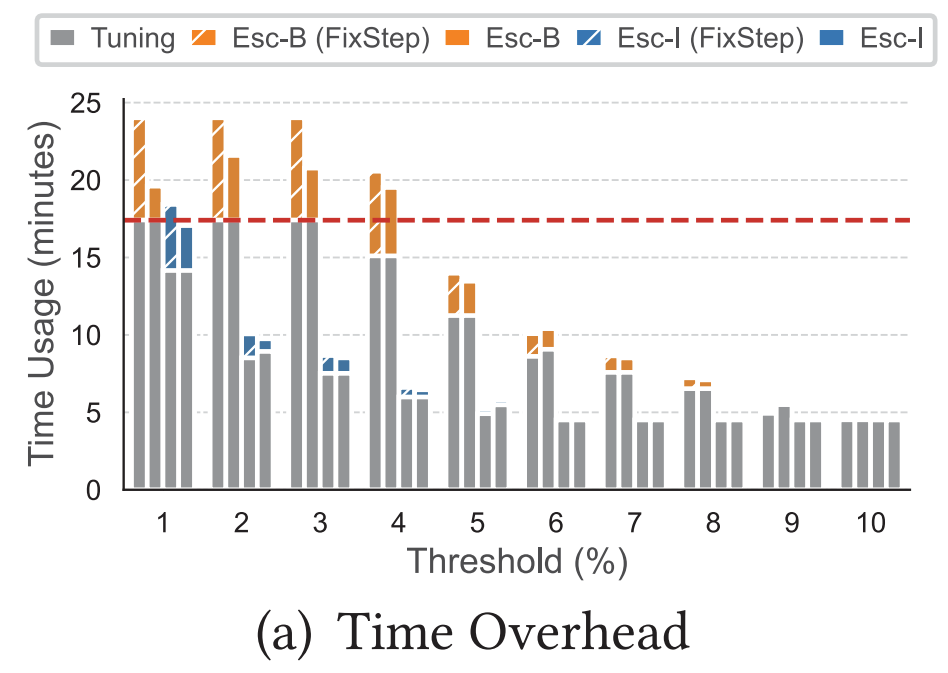 Tuning Esc-B (FixStep) Esc-B Esc-I (FixStep) Esc-I
Time Usage (minutes)
25
20
15
10
5
0
1 2 3 4 5 6 7 8 9 10
Threshold (%)
(a) Time Overhead